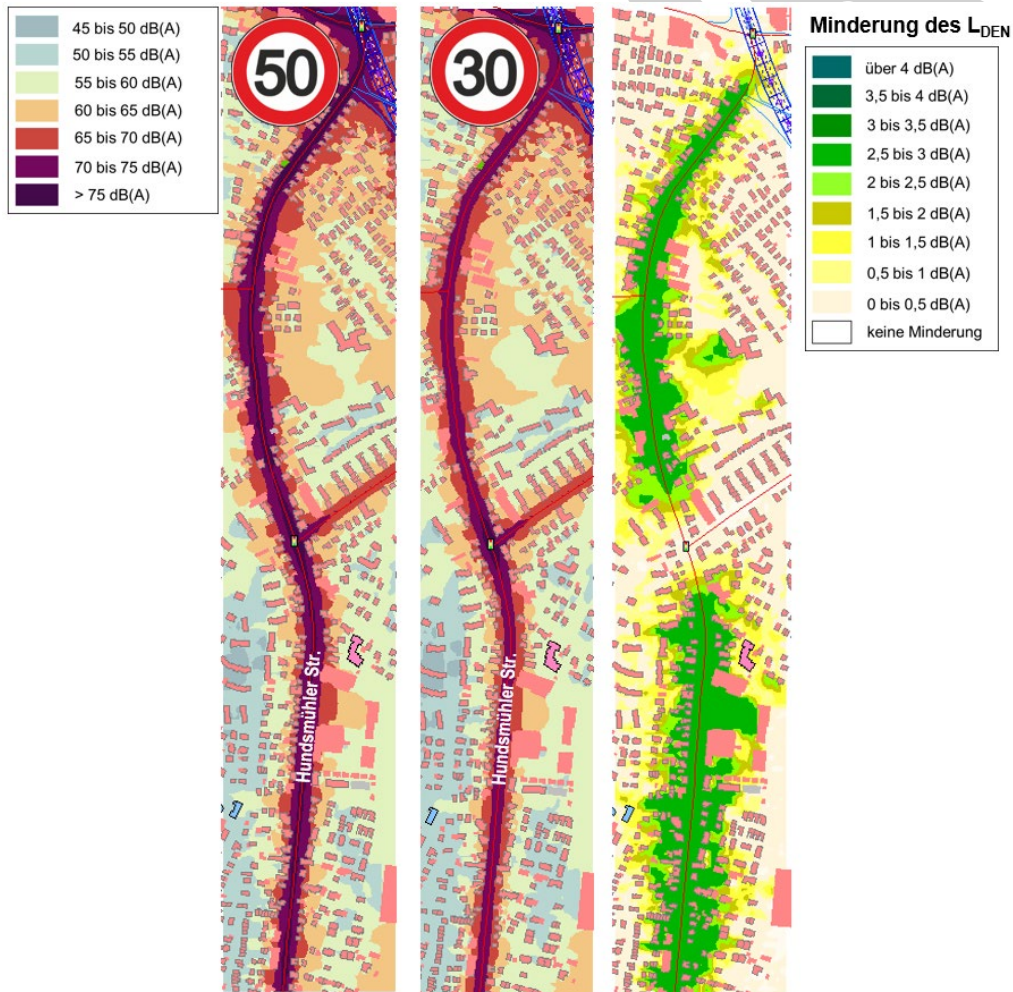 45 bis 50 dB(A)
50 bis 55 dB(A)
55 bis 60 dB(A)
60 bis 65 dB(A)
65 bis 70 dB(A)
70 bis 75 dB(A)
> 75 dB(A)
50
Hundsmühler Str.
30
Hundsmühler Str.
Minderung des LDEN
über 4 dB(A)
3,5 bis 4 dB(A)
3 bis 3,5 dB(A)
2,5 bis 3 dB(A)
2 bis 2,5 dB(A)
1,5 bis 2 dB(A)
1 bis 1,5 dB(A)
0,5 bis 1 dB(A)
0 bis 0,5 dB(A)
keine Minderung